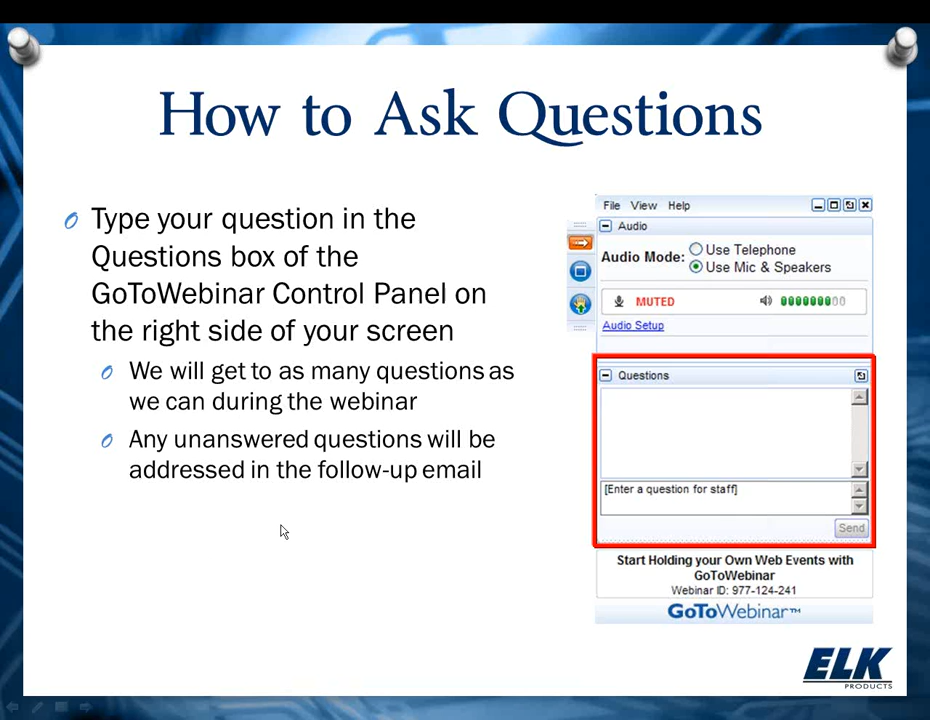 How to Ask Questions
Type your question in the
Questions box of the
GoToWebinar Control Panel on
the right side of your screen
We will get to as many questions as
we can during the webinar
Any unanswered questions will be
addressed in the follow-up email
File View Help
Audio
Audio Mode: Use Telephone
Use Mic & Speakers
MUTED
Audio Setup
Questions
[Enter a question for staff]
Send
Start Holding your Own Web Events with
GoToWebinar
Webinar ID: 977-124-241
GoToWebinar™
ELK
PRODUCTS